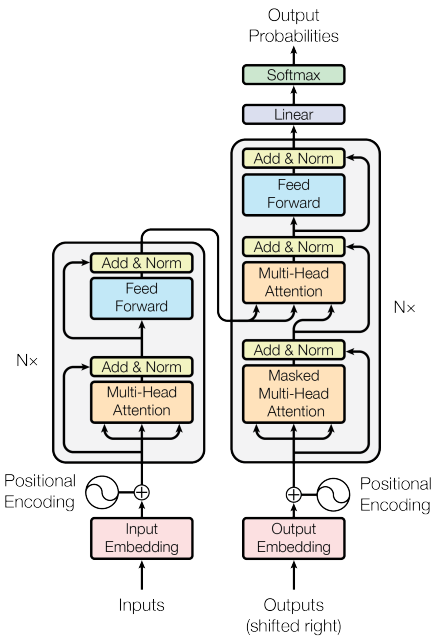 Output
Probabilities
Softmax
Linear
Add & Norm
Feed
Forward
Add & Norm
Multi-Head
Attention
Add & Norm
Masked
Multi-Head
Attention
N×
Add & Norm
Feed
Forward
N×
Add & Norm
Multi-Head
Attention
Positional
Encoding
Positional
Encoding
Input
Embedding
Output
Embedding
Inputs
Outputs
(shifted right)